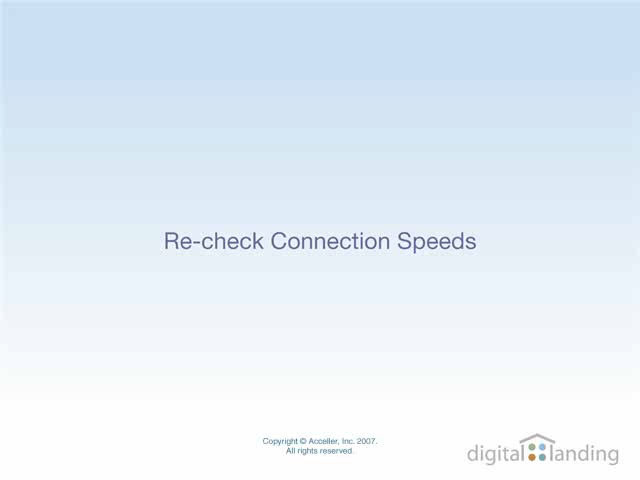 Re-check Connection Speeds
Copyright © Acceller, Inc. 2007.
All rights reserved.
digital landing